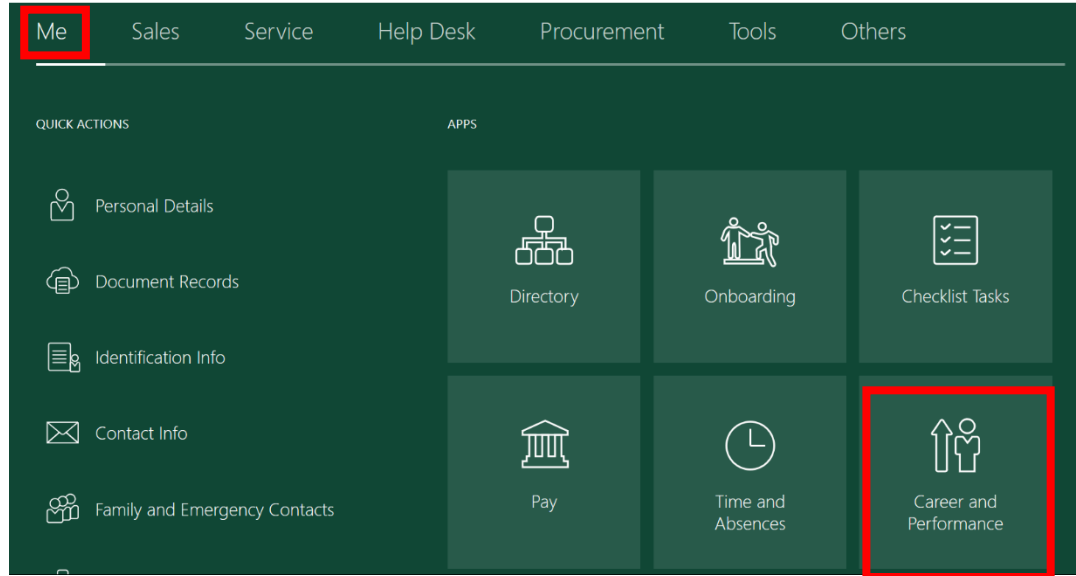 Me Sales Service Help Desk Procurement Tools Others
QUICK ACTIONS
Personal Details
Document Records
Identification Info
Contact Info
Family and Emergency Contacts
APPS
Directory
Onboarding
Checklist Tasks
Pay
Time and
Absences
Career and
Performance